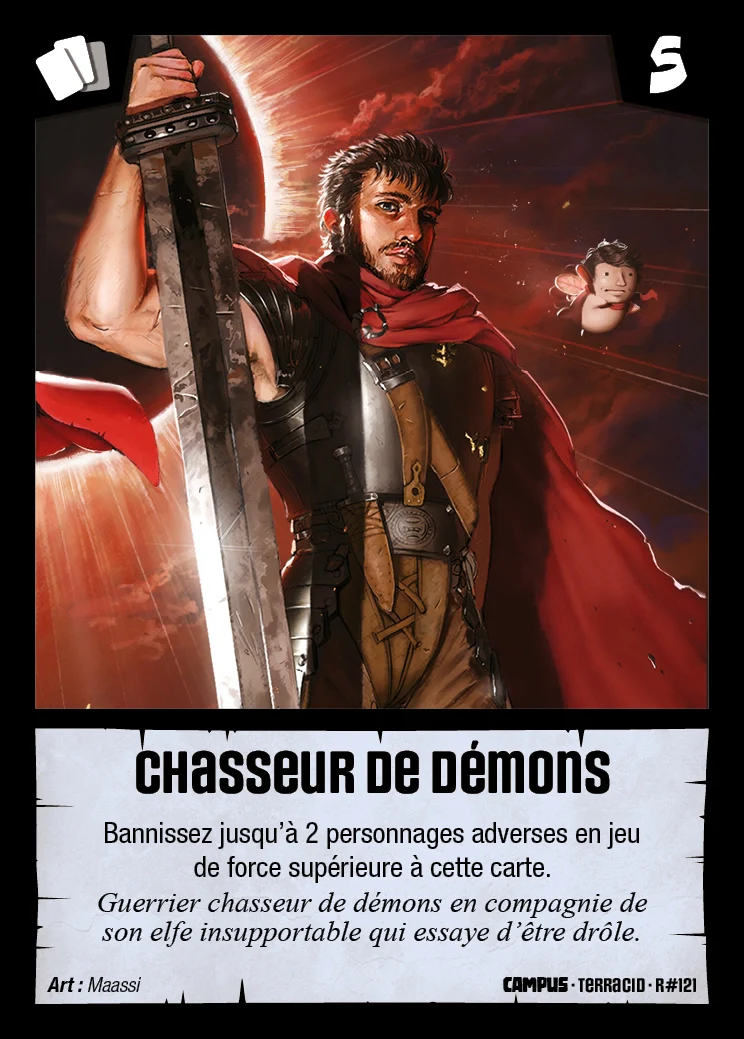 5
CHASSEUR DE DÉMONS
Bannissez jusqu'à 2 personnages adverses en jeu
de force supérieure à cette carte.
Guerrier chasseur de démons en compagnie de
son elfe insupportable qui essaye d'être drôle.
Art : Maassi
CAMPUS · TERRACID · R#121